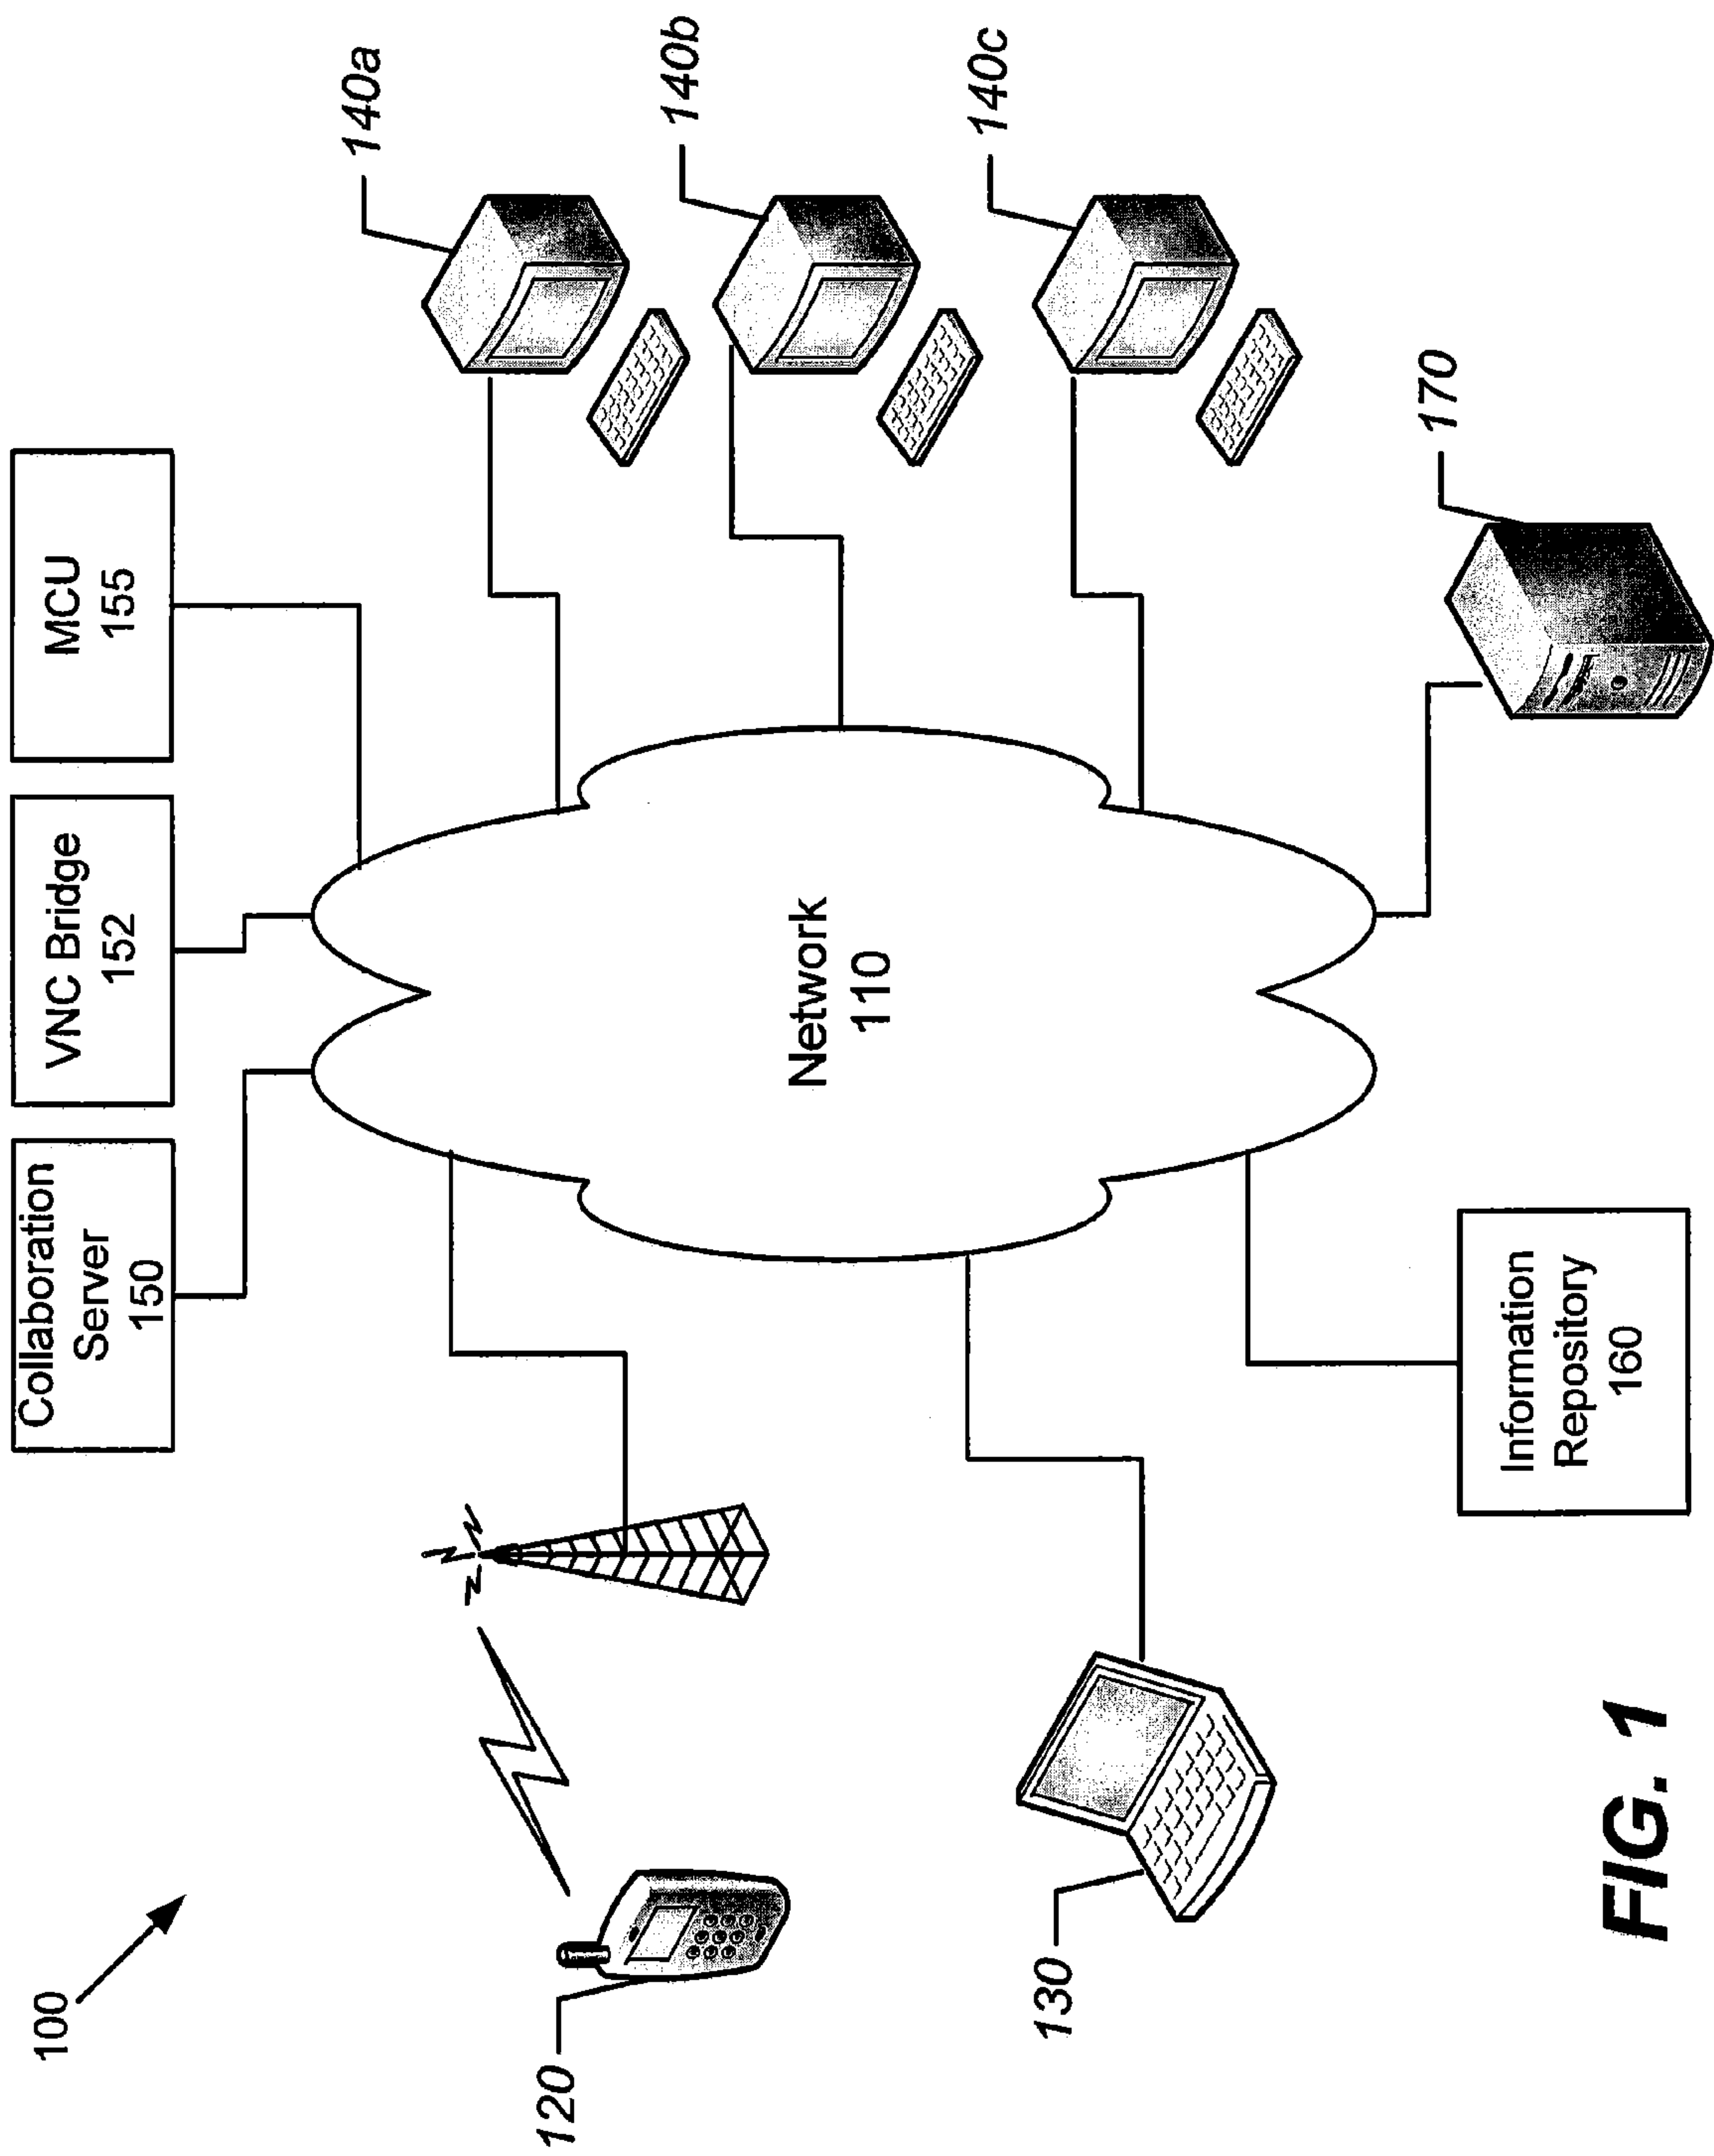 100
Collaboration
Server
150
VNC Bridge
152
MCU
155
140a
140b
140c
120
Network
110
130
170
Information
Repository
160
FIG. 1